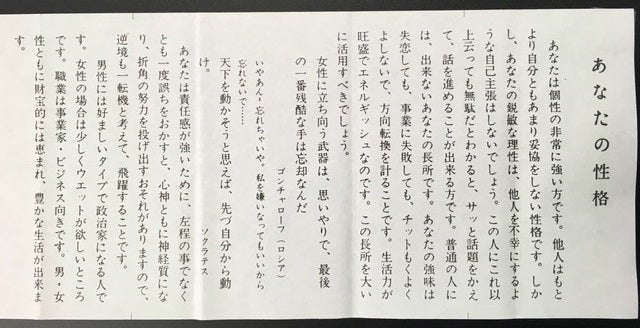 あなたの性格
あなたは個性の非常に強い方です。他人はもと
より自分ともあまり妥協をしない性格です。しか
し、あなたの鋭敏な理性は、他人を不幸にするよ
うな自己主張はしないでしょう。この人にこれ以
上云っても無駄だとわかると、サッと話題をかえ
て、話を進めることが出来る方です。普通の人に
は、出来ないあなたの長所です。あなたの強味は
失恋しても、事業に失敗しても、チットもくよく
よしないで、方向転換を計ることです。生活力が
旺盛でエネルギッシュなのです。この長所を大い
に活用すべきでしょう。
女性に立ち向う武器は、思いやりで、最後
の一番残酷な手は忘却なんだ
ゴンチャローフ(ロシア)
いやあん!忘れちゃいや。私を嫌いなってもいいから
忘れないで……
天下を動かそうと思えば、先づ自分から動
け。
ソクラテス
あなたは責任感が強いために、左程の事でなく
とも一度誤ちをおかすと、心神ともに神経質にな
り、折角の努力を投げ出すおそれがありますので、
逆境も一転機と考えて、飛躍することです。
男性には好ましいタイプで政治家になる人で
す。女性の場合は少しくウエットが欲しいところ
です。職業は事業家・ビジネス向きです。男・女
性ともに財宝的には恵まれ、豊かな生活が出来ま
す。